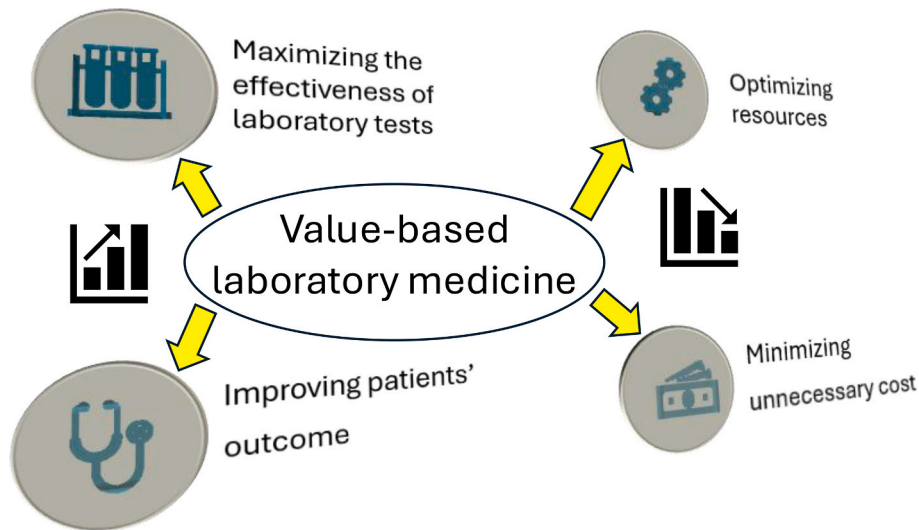 Maximizing the
effectiveness of
laboratory tests
Optimizing
resources
Value-based
laboratory medicine
Improving patients’
outcome
Minimizing
unnecessary cost